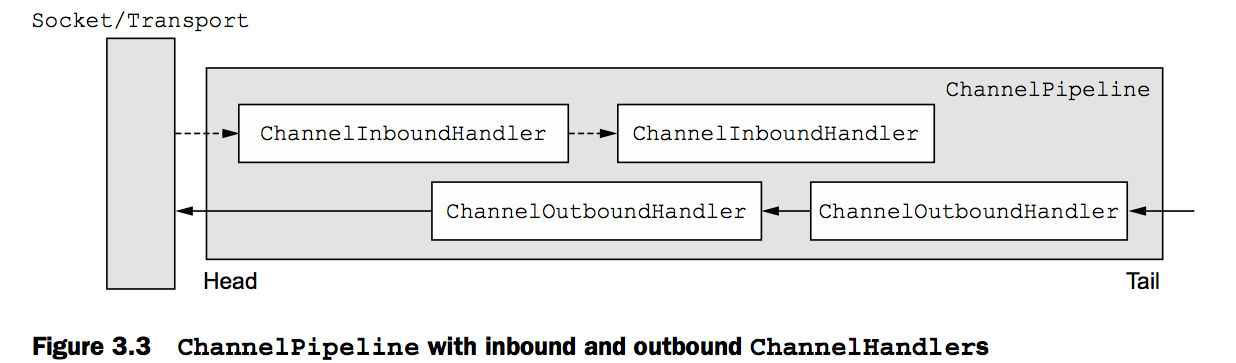 Socket/Transport
ChannelPipeline
ChannelInboundHandler
ChannelInboundHandler
ChannelOutboundHandler
ChannelOutboundHandler
Head
Tail
Figure 3.3 ChannelPipeline with inbound and outbound ChannelHandlers